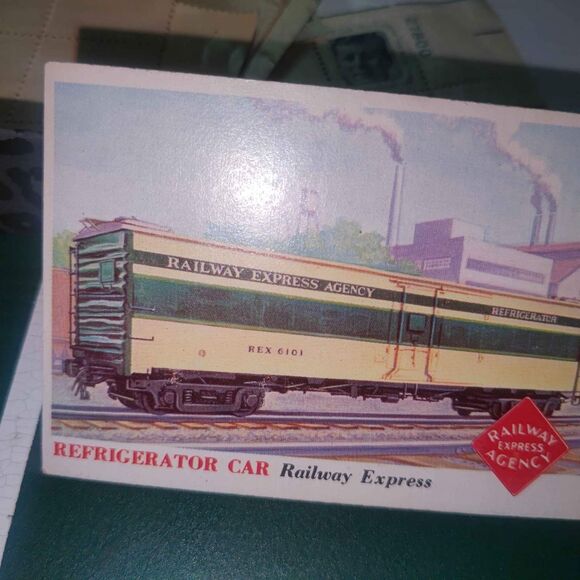 RAILWAY EXPRESS AGENCY
REFRIGERATOR
REX 6101
RAILWAY
EXPRESS
AGENCY
REFRIGERATOR CAR Railway Express